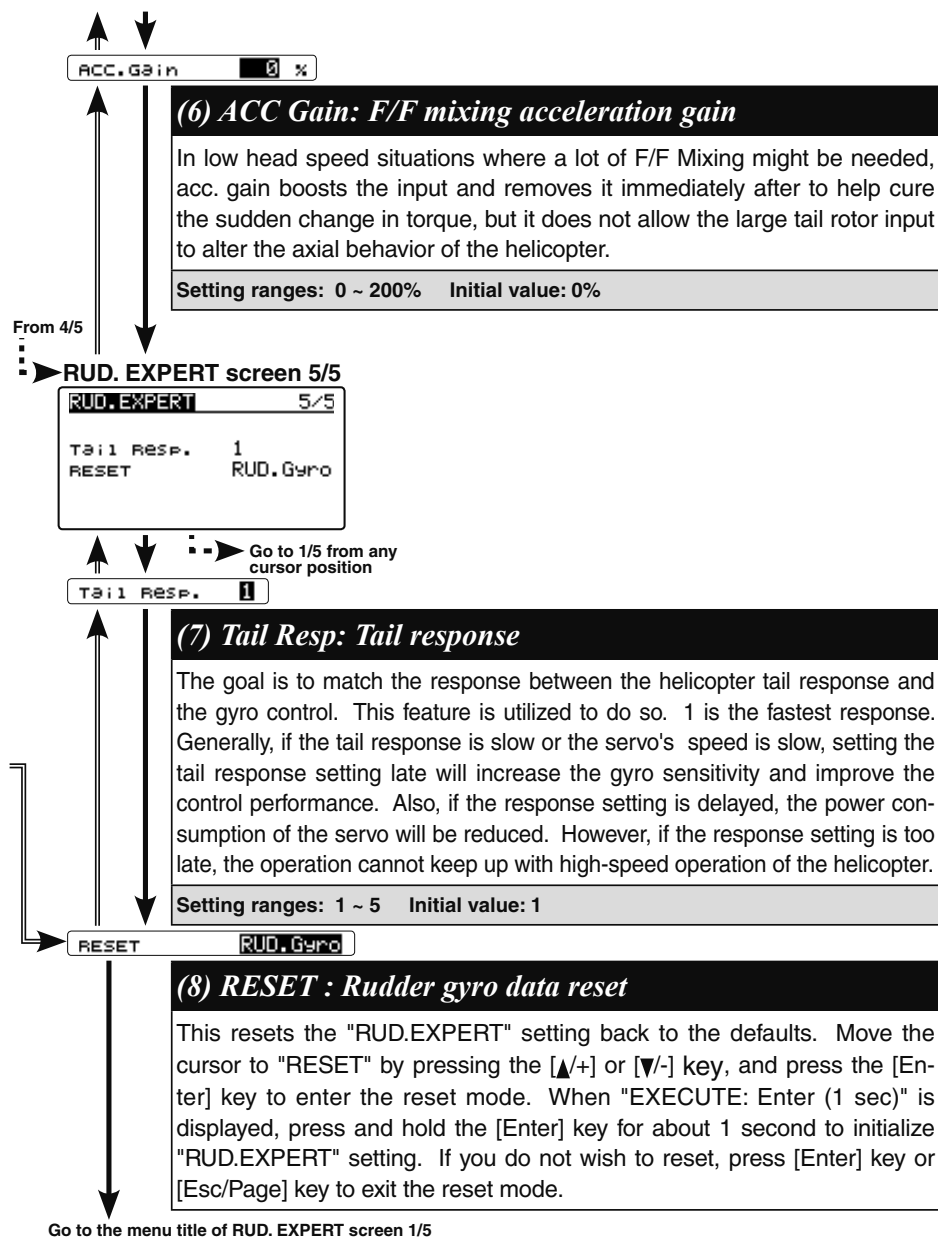 ACC.Gain 0 %
(6) ACC Gain: F/F mixing acceleration gain
In low head speed situations where a lot of F/F Mixing might be needed,
acc. gain boosts the input and removes it immediately after to help cure
the sudden change in torque, but it does not allow the large tail rotor input
to alter the axial behavior of the helicopter.
Setting ranges: 0 ~ 200% Initial value: 0%
From 4/5
RUD. EXPERT screen 5/5
RUD.EXPERT 5/5
Tail Resp. 1
RESET RUD.Gyro
Go to 1/5 from any
cursor position
Tail Resp. 1
(7) Tail Resp: Tail response
The goal is to match the response between the helicopter tail response and
the gyro control. This feature is utilized to do so. 1 is the fastest response.
Generally, if the tail response is slow or the servo's speed is slow, setting the
tail response setting late will increase the gyro sensitivity and improve the
control performance. Also, if the response setting is delayed, the power con-
sumption of the servo will be reduced. However, if the response setting is too
late, the operation cannot keep up with high-speed operation of the helicopter.
Setting ranges: 1 ~ 5 Initial value: 1
RESET RUD.Gyro
(8) RESET : Rudder gyro data reset
This resets the "RUD.EXPERT" setting back to the defaults. Move the
cursor to "RESET" by pressing the [▲/+] or [▼/-] key, and press the [En-
ter] key to enter the reset mode. When "EXECUTE: Enter (1 sec)" is
displayed, press and hold the [Enter] key for about 1 second to initialize
"RUD.EXPERT" setting. If you do not wish to reset, press [Enter] key or
[Esc/Page] key to exit the reset mode.
Go to the menu title of RUD. EXPERT screen 1/5